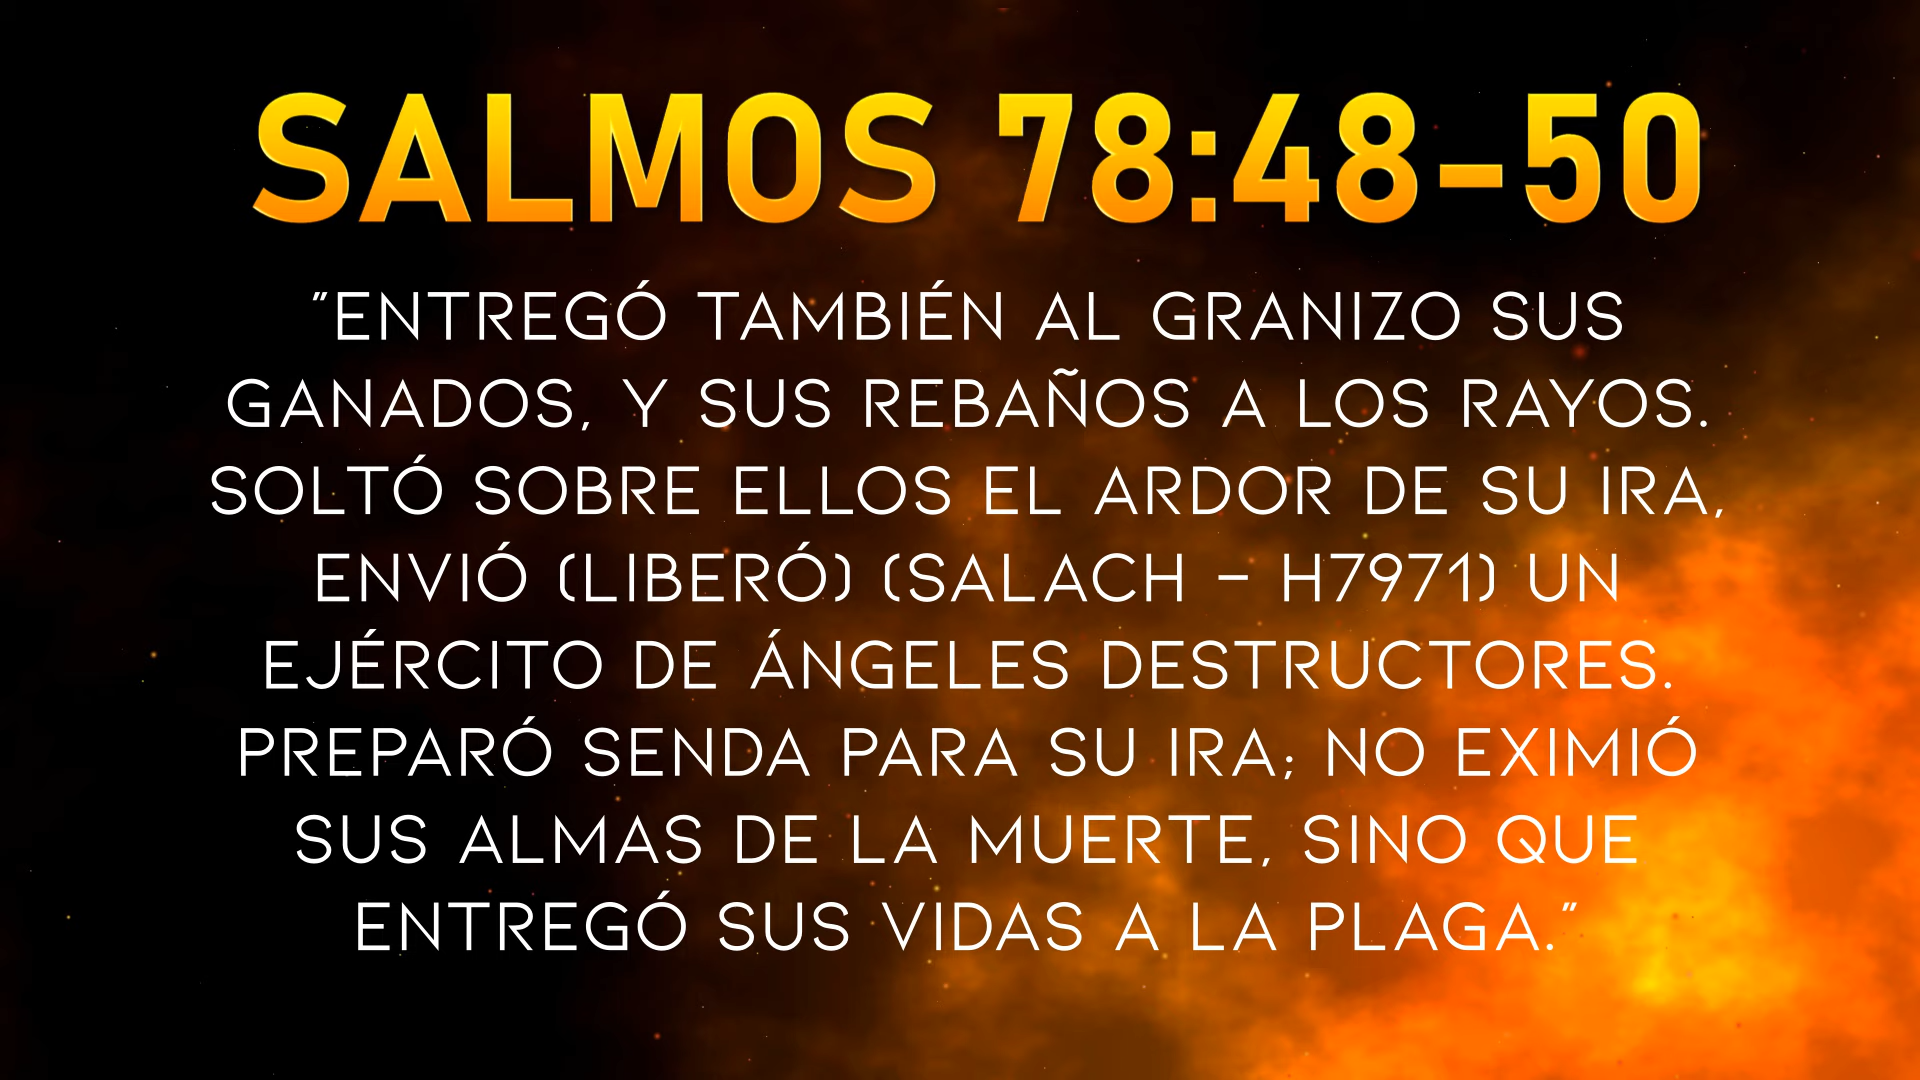 SALMOS 78:48-50
"ENTREGÓ TAMBIÉN AL GRANIZO SUS
GANADOS, Y SUS REBAÑOS A LOS RAYOS.
SOLTÓ SOBRE ELLOS EL ARDOR DE SU IRA,
ENVIÓ (LIBERÓ) (SALACH - H7971) UN
EJÉRCITO DE ÁNGELES DESTRUCTORES.
PREPARÓ SENDA PARA SU IRA; NO EXIMIÓ
SUS ALMAS DE LA MUERTE, SINO QUE
ENTREGÓ SUS VIDAS A LA PLAGA."